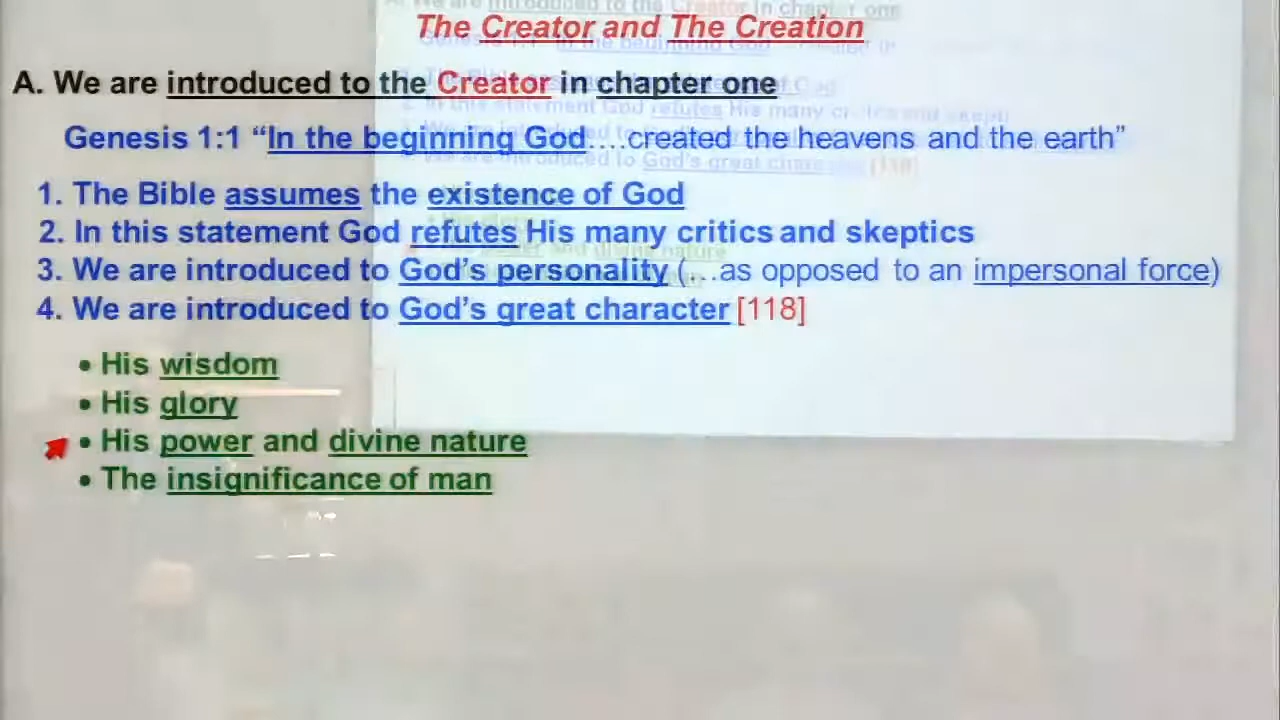 The Creator and The Creation
A. We are introduced to the Creator in chapter one
Genesis 1:1 “In the beginning God....created the heavens and the earth”
1. The Bible assumes the existence of God
2. In this statement God refutes His many critics and skeptics
3. We are introduced to God’s personality (...as opposed to an impersonal force)
4. We are introduced to God’s great character [118]
• His wisdom
• His glory
• His power and divine nature
• The insignificance of man